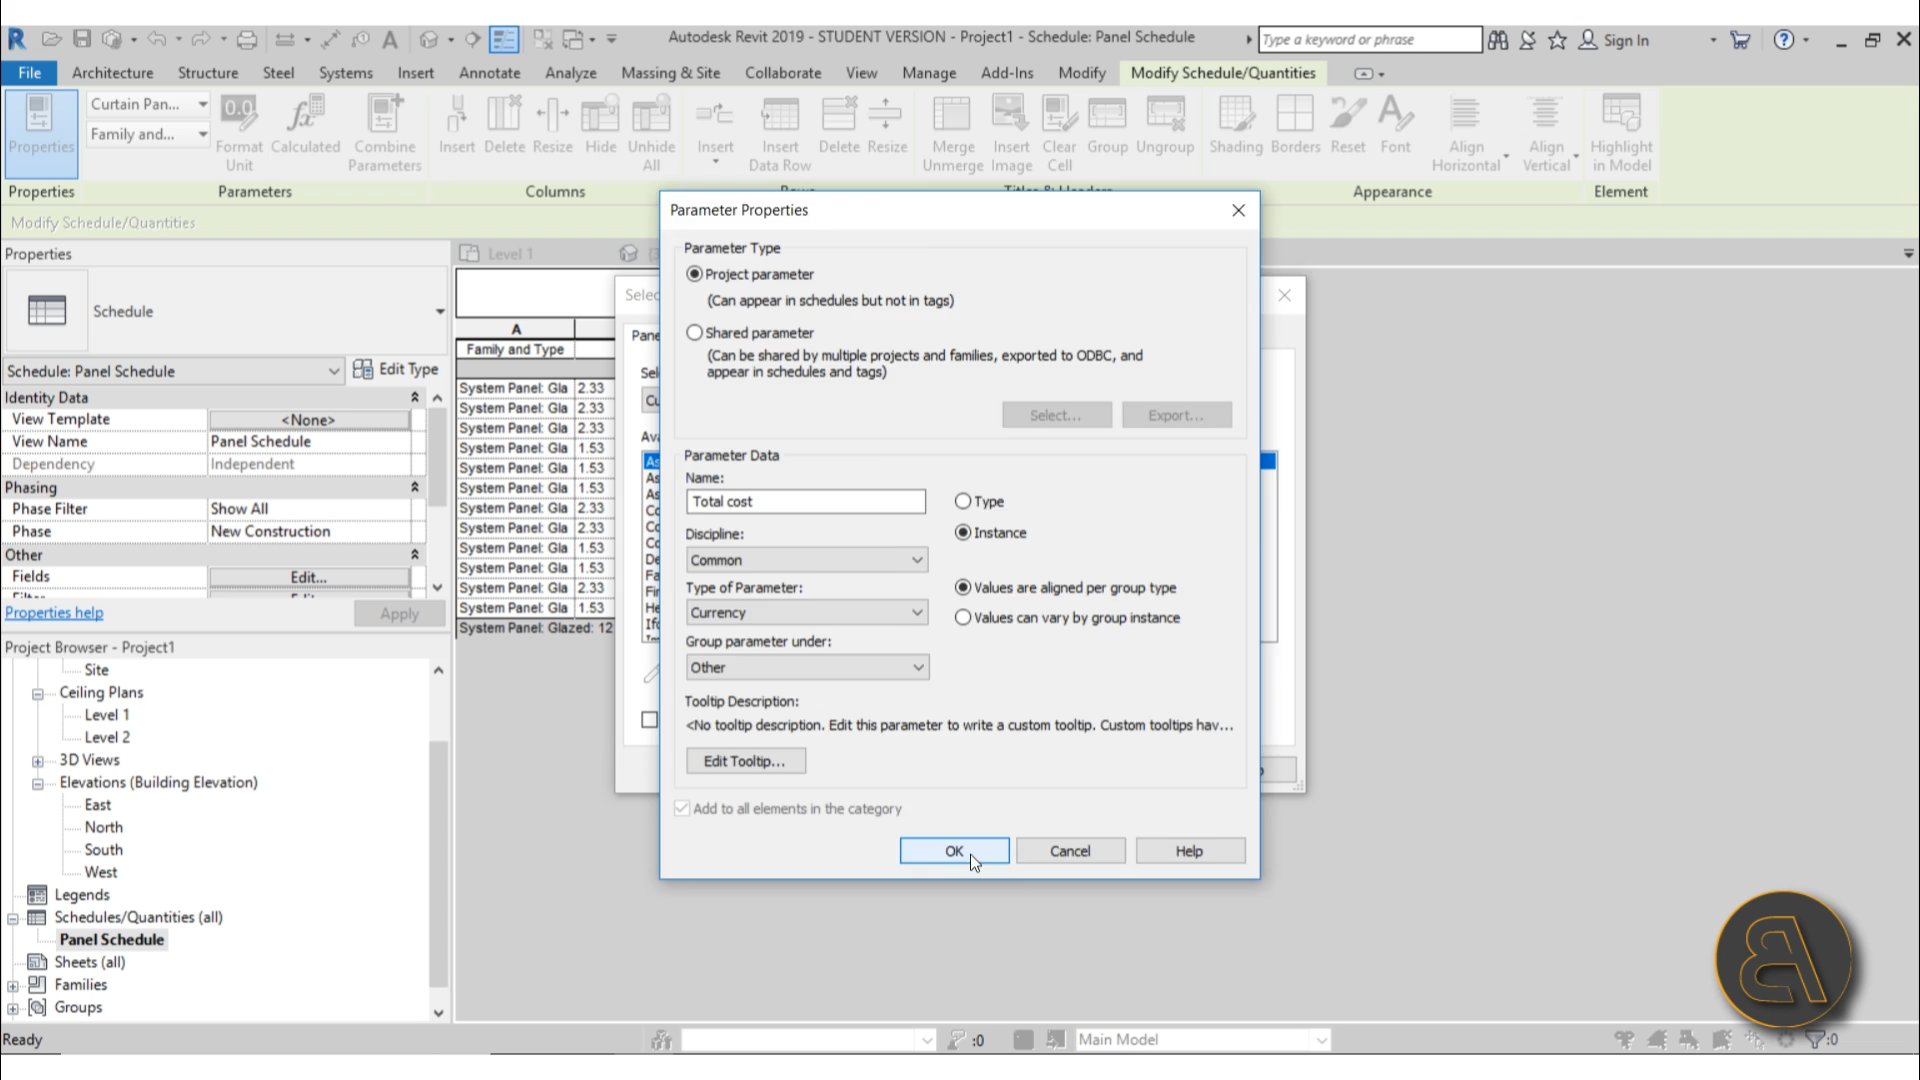 Autodesk Revit 2019 - STUDENT VERSION - Project1 - Schedule: Panel Schedule
Type a keyword or phrase
Sign In
File Architecture Structure Steel Systems Insert Annotate Analyze Massing & Site Collaborate View Manage Add-Ins Modify Modify Schedule/Quantities
Properties
Curtain Pan...
Family and...
Format Unit
Calculated
Combine Parameters
Insert
Delete
Resize
Hide
Unhide All
Insert
Insert Data Row
Delete
Resize
Merge Unmerge
Insert Image
Clear Cell
Group
Ungroup
Shading
Borders
Reset
Font
Align Horizontal
Align Vertical
Highlight in Model
Properties
Parameters
Columns
Appearance
Element
Modify Schedule/Quantities
Properties
Schedule
Schedule: Panel Schedule
Edit Type
Identity Data
View Template <None>
View Name Panel Schedule
Dependency Independent
Phasing
Phase Filter Show All
Phase New Construction
Other
Fields Edit...
Properties help
Apply
Project Browser - Project1
Site
Ceiling Plans
Level 1
Level 2
3D Views
Elevations (Building Elevation)
East
North
South
West
Legends
Schedules/Quantities (all)
Panel Schedule
Sheets (all)
Families
Groups
Level 1
A
Family and Type
System Panel: Gla 2.33
System Panel: Gla 2.33
System Panel: Gla 2.33
System Panel: Gla 1.53
System Panel: Gla 1.53
System Panel: Gla 1.53
System Panel: Gla 2.33
System Panel: Gla 2.33
System Panel: Gla 1.53
System Panel: Gla 1.53
System Panel: Gla 2.33
System Panel: Gla 1.53
System Panel: Glazed: 12
Parameter Properties
Parameter Type
Project parameter
(Can appear in schedules but not in tags)
Shared parameter
(Can be shared by multiple projects and families, exported to ODBC, and
appear in schedules and tags)
Select...
Export...
Parameter Data
Name:
Total cost
Type
Discipline:
Instance
Common
Type of Parameter:
Values are aligned per group type
Currency
Values can vary by group instance
Group parameter under:
Other
Tooltip Description:
<No tooltip description. Edit this parameter to write a custom tooltip. Custom tooltips hav...
Edit Tooltip...
Add to all elements in the category
OK
Cancel
Help
Ready
:0
Main Model
:0